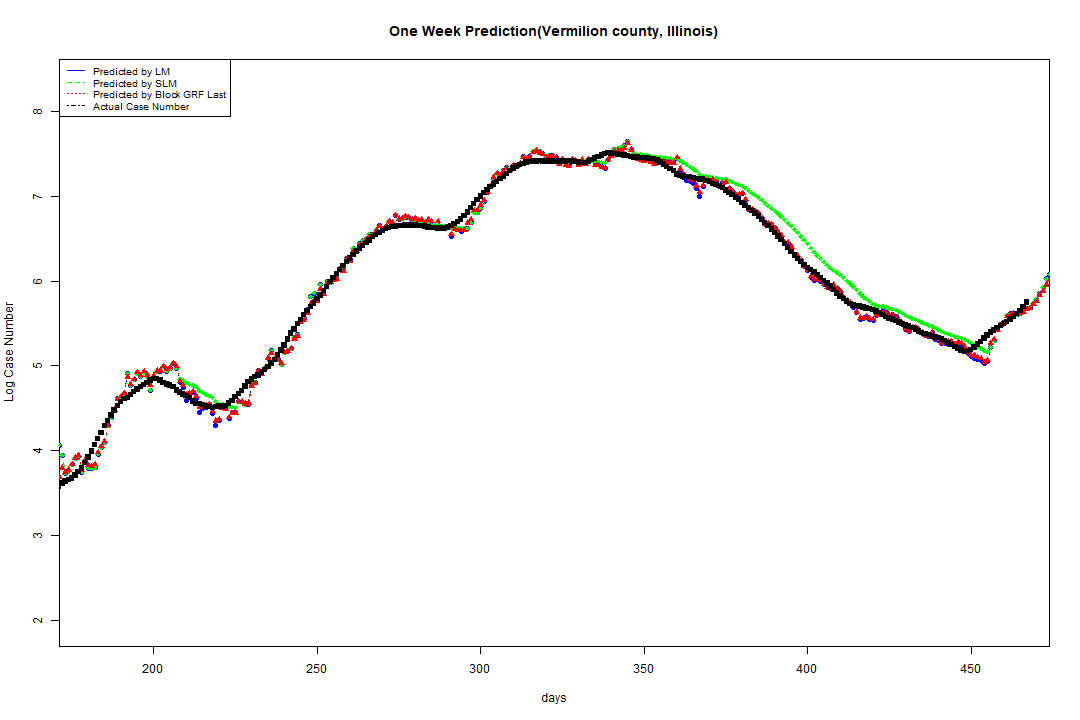 One Week Prediction(Vermilion county, Illinois)
Predicted by LM
Predicted by SLM
Predicted by Block GRF Last
Actual Case Number
8
7
6
5
4
3
2
Log Case Number
200 250 300 350 400 450
days